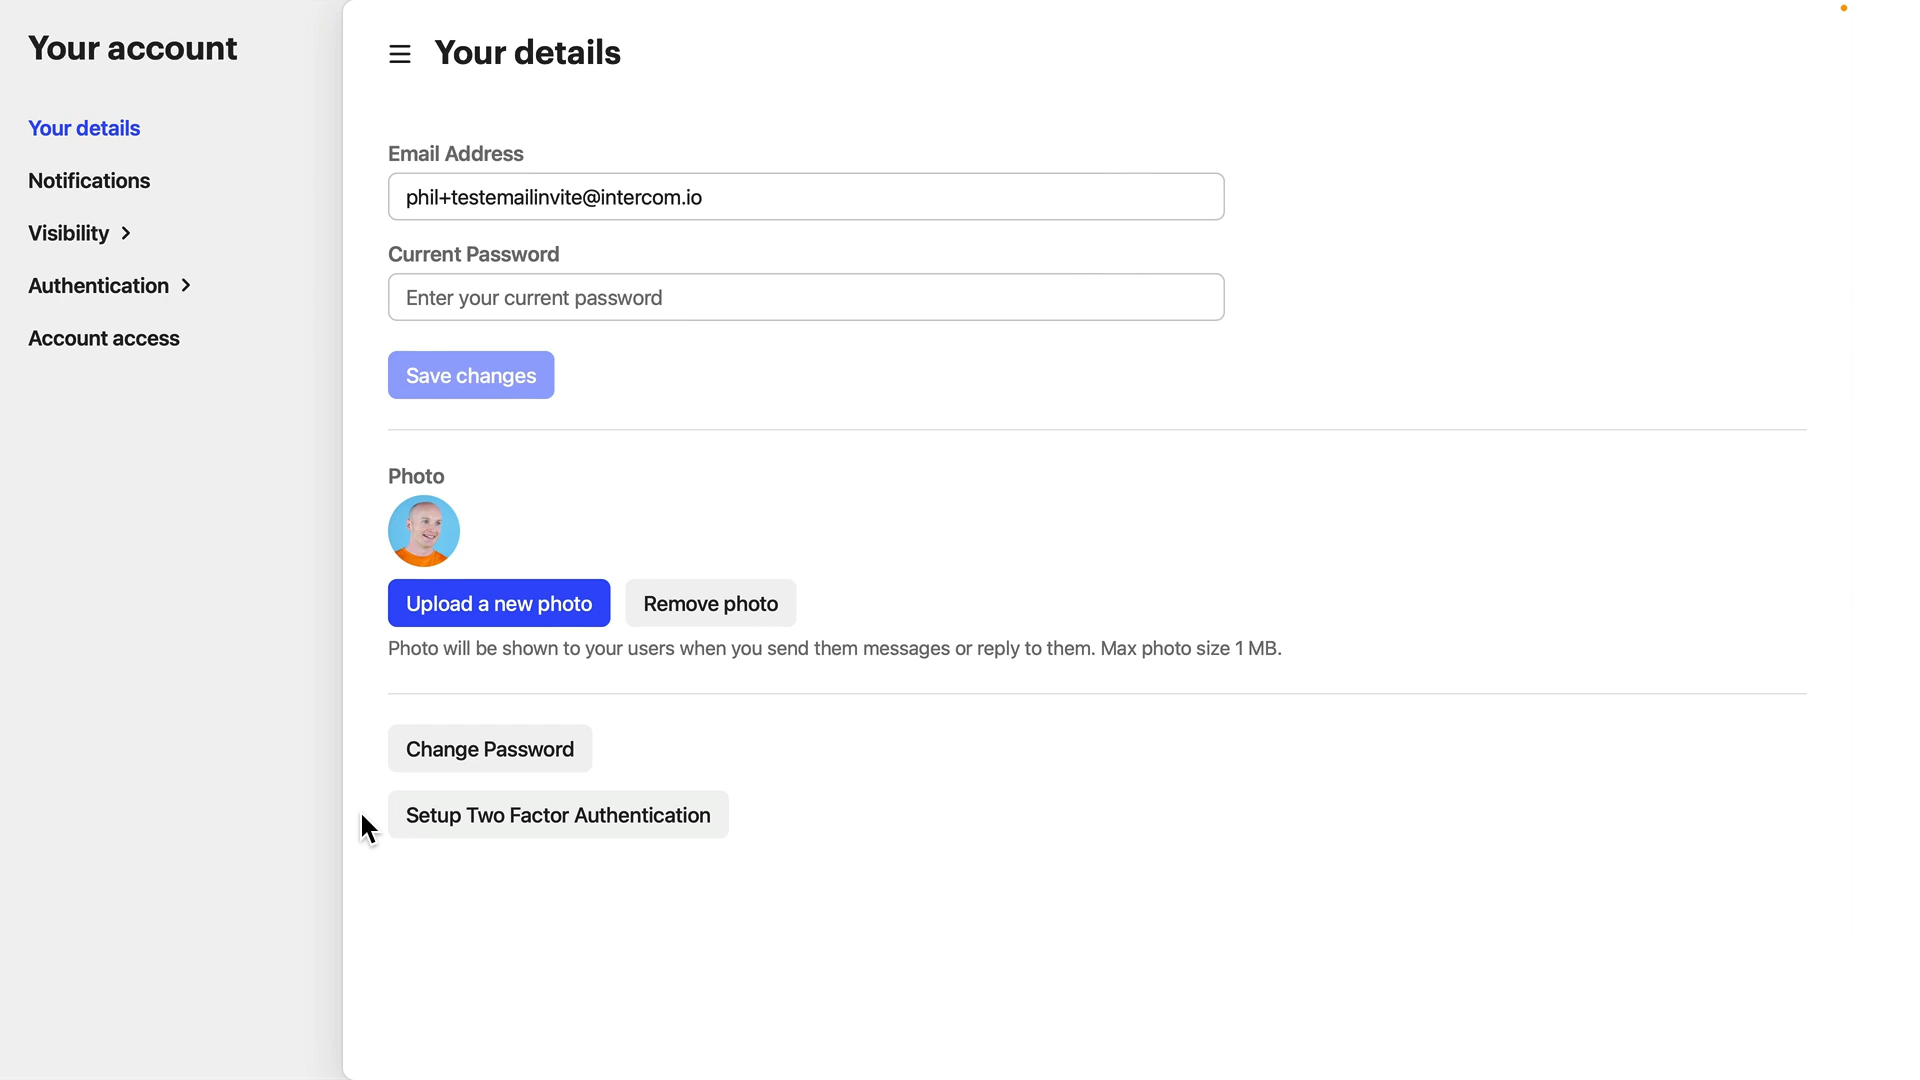 Your account
Your details
Notifications
Visibility
Authentication
Account access
Your details
Email Address
phil+testemailinvite@intercom.io
Current Password
Enter your current password
Save changes
Photo
Upload a new photo
Remove photo
Photo will be shown to your users when you send them messages or reply to them. Max photo size 1 MB.
Change Password
Setup Two Factor Authentication